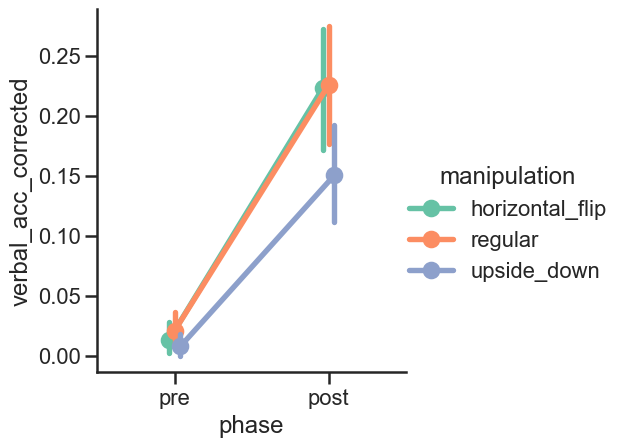 verbal_acc_corrected
0.25
0.20
0.15
0.10
0.05
0.00
pre
post
phase
manipulation
horizontal_flip
regular
upside_down